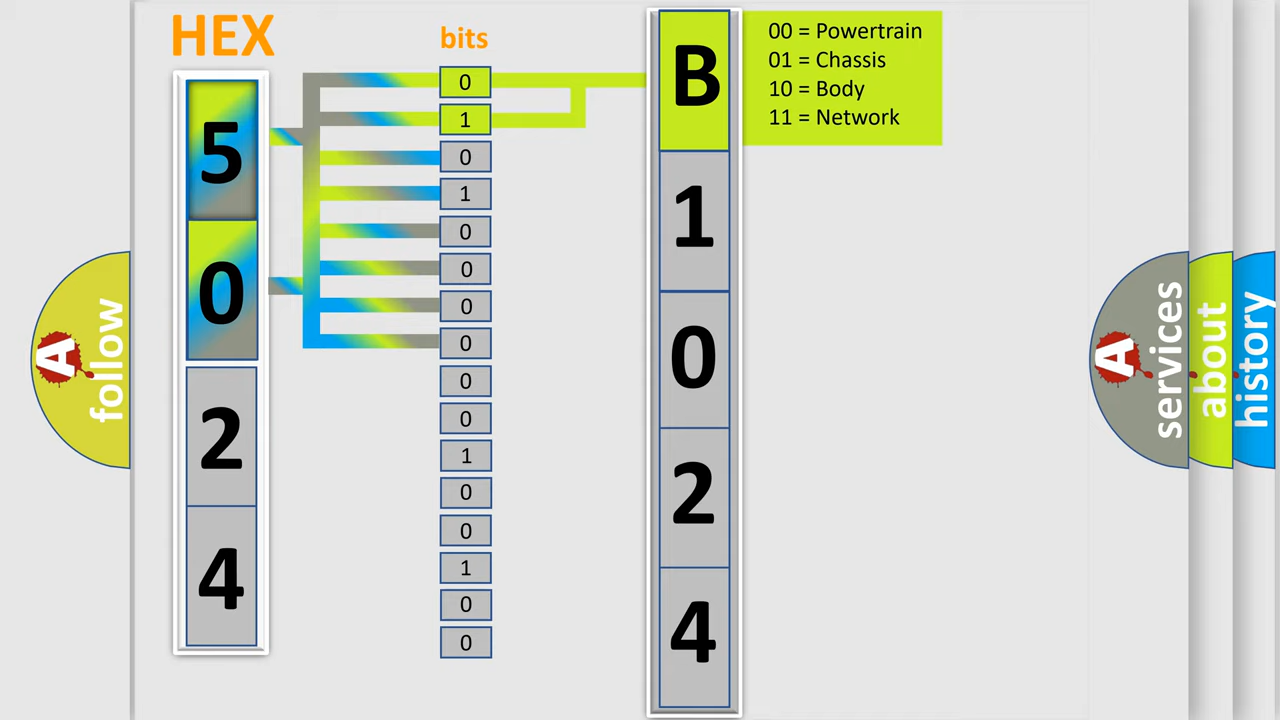 HEX
5
0
2
4
bits
0
1
0
1
0
0
0
0
0
0
1
0
0
1
0
0
B
1
0
2
4
00 = Powertrain
01 = Chassis
10 = Body
11 = Network
A
follow
A
services
about
history